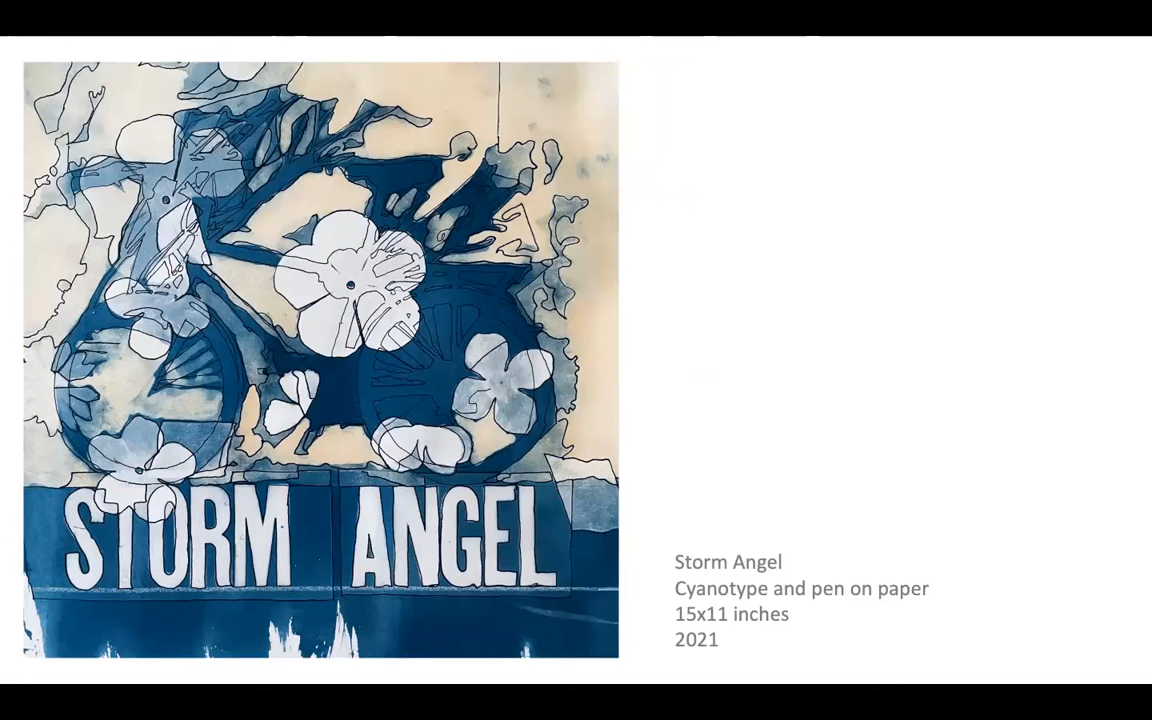 STORM ANGEL
Storm Angel
Cyanotype and pen on paper
15x11 inches
2021